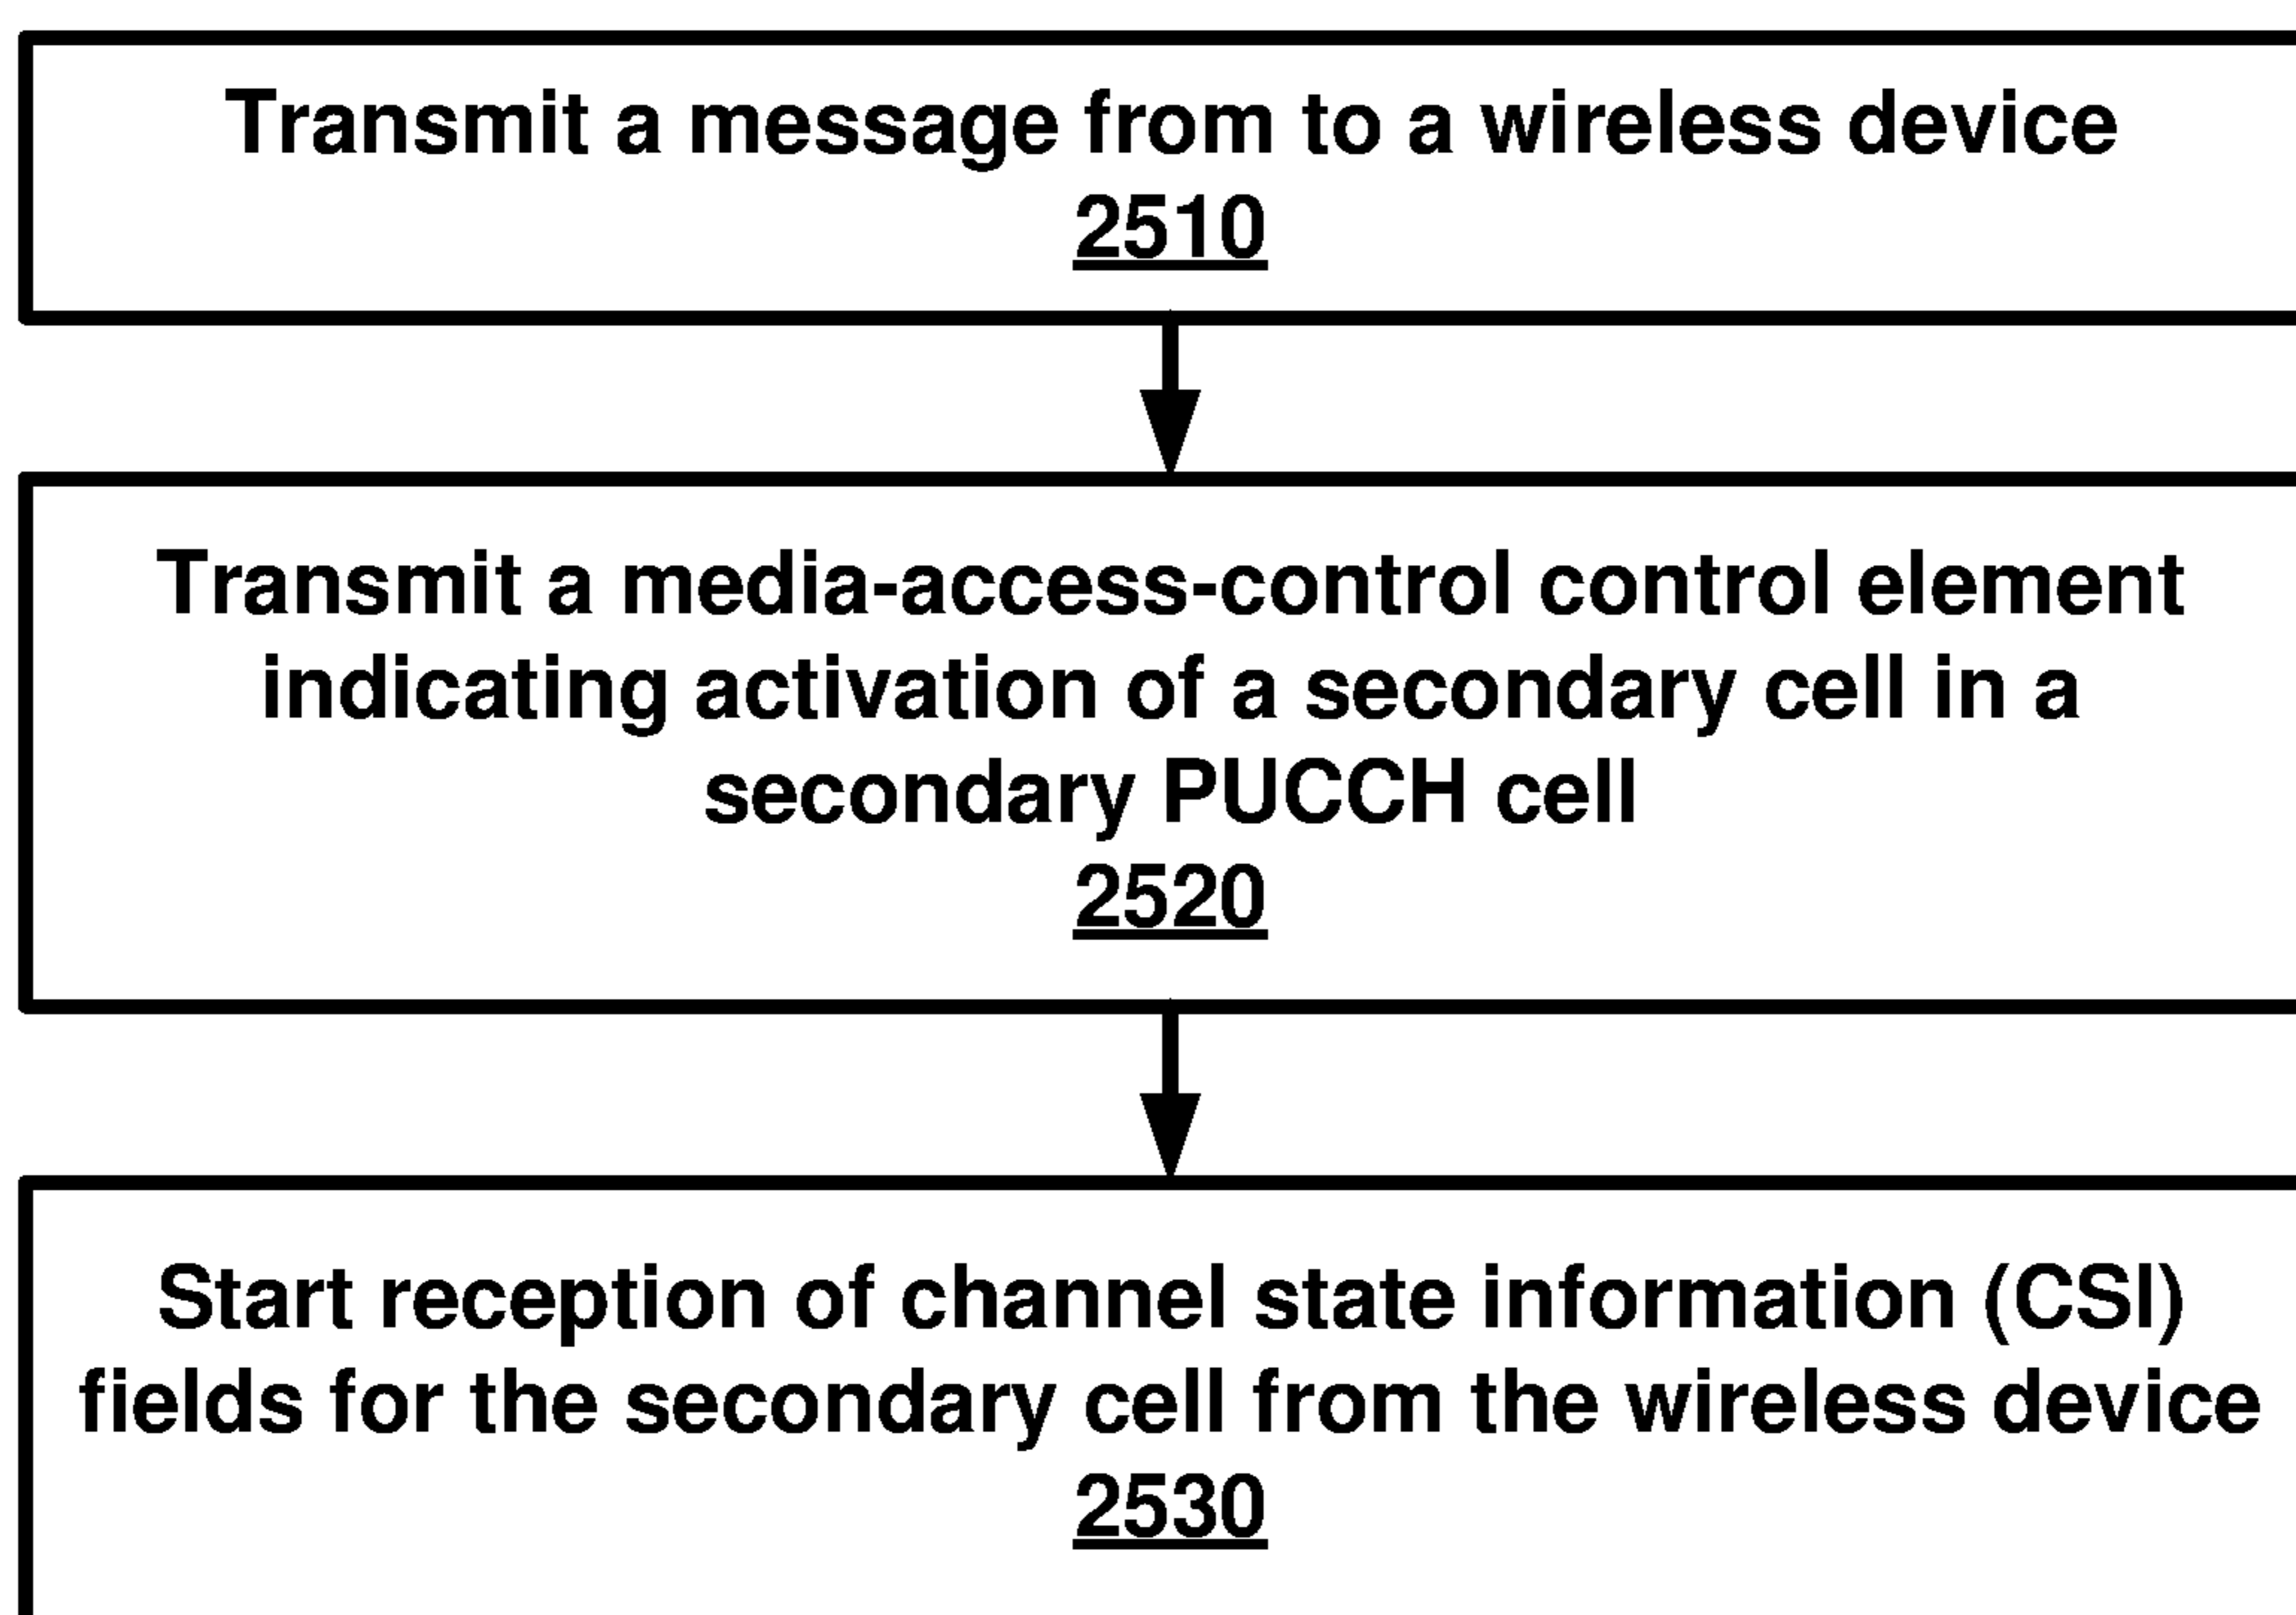 Transmit a message from to a wireless device
2510
Transmit a media-access-control control element
indicating activation of a secondary cell in a
secondary PUCCH cell
2520
Start reception of channel state information (CSI)
fields for the secondary cell from the wireless device
2530